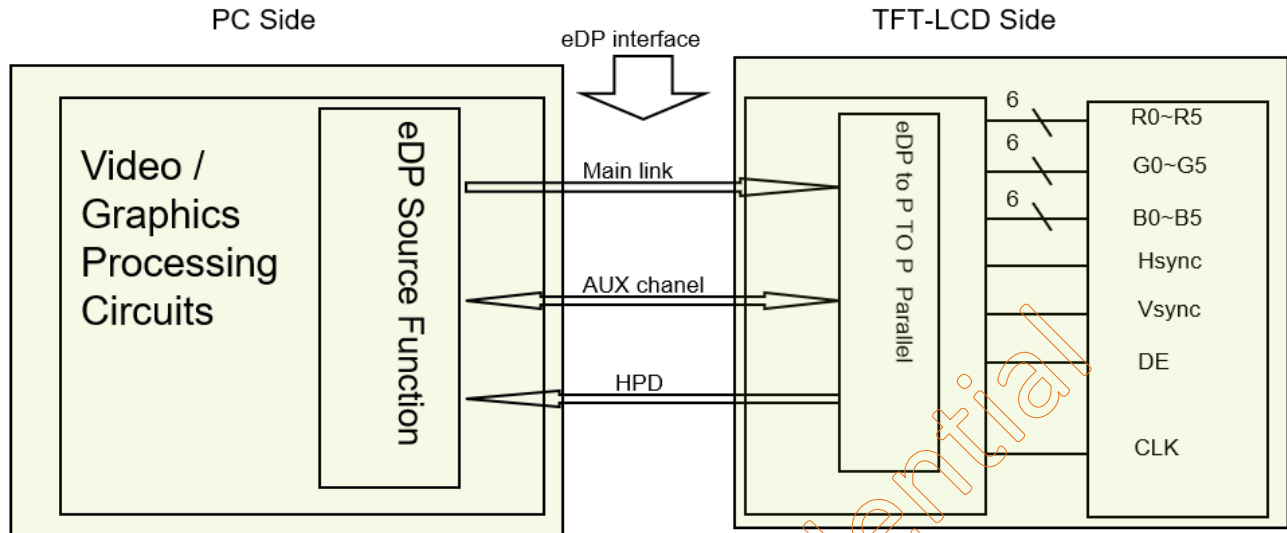 PC Side
TFT-LCD Side
eDP interface
Video /
Graphics
Processing
Circuits
eDP Source Function
Main link
AUX chanel
HPD
eDP to P TO P Parallel
6
R0~R5
6
G0~G5
6
B0~B5
Hsync
Vsync
DE
CLK